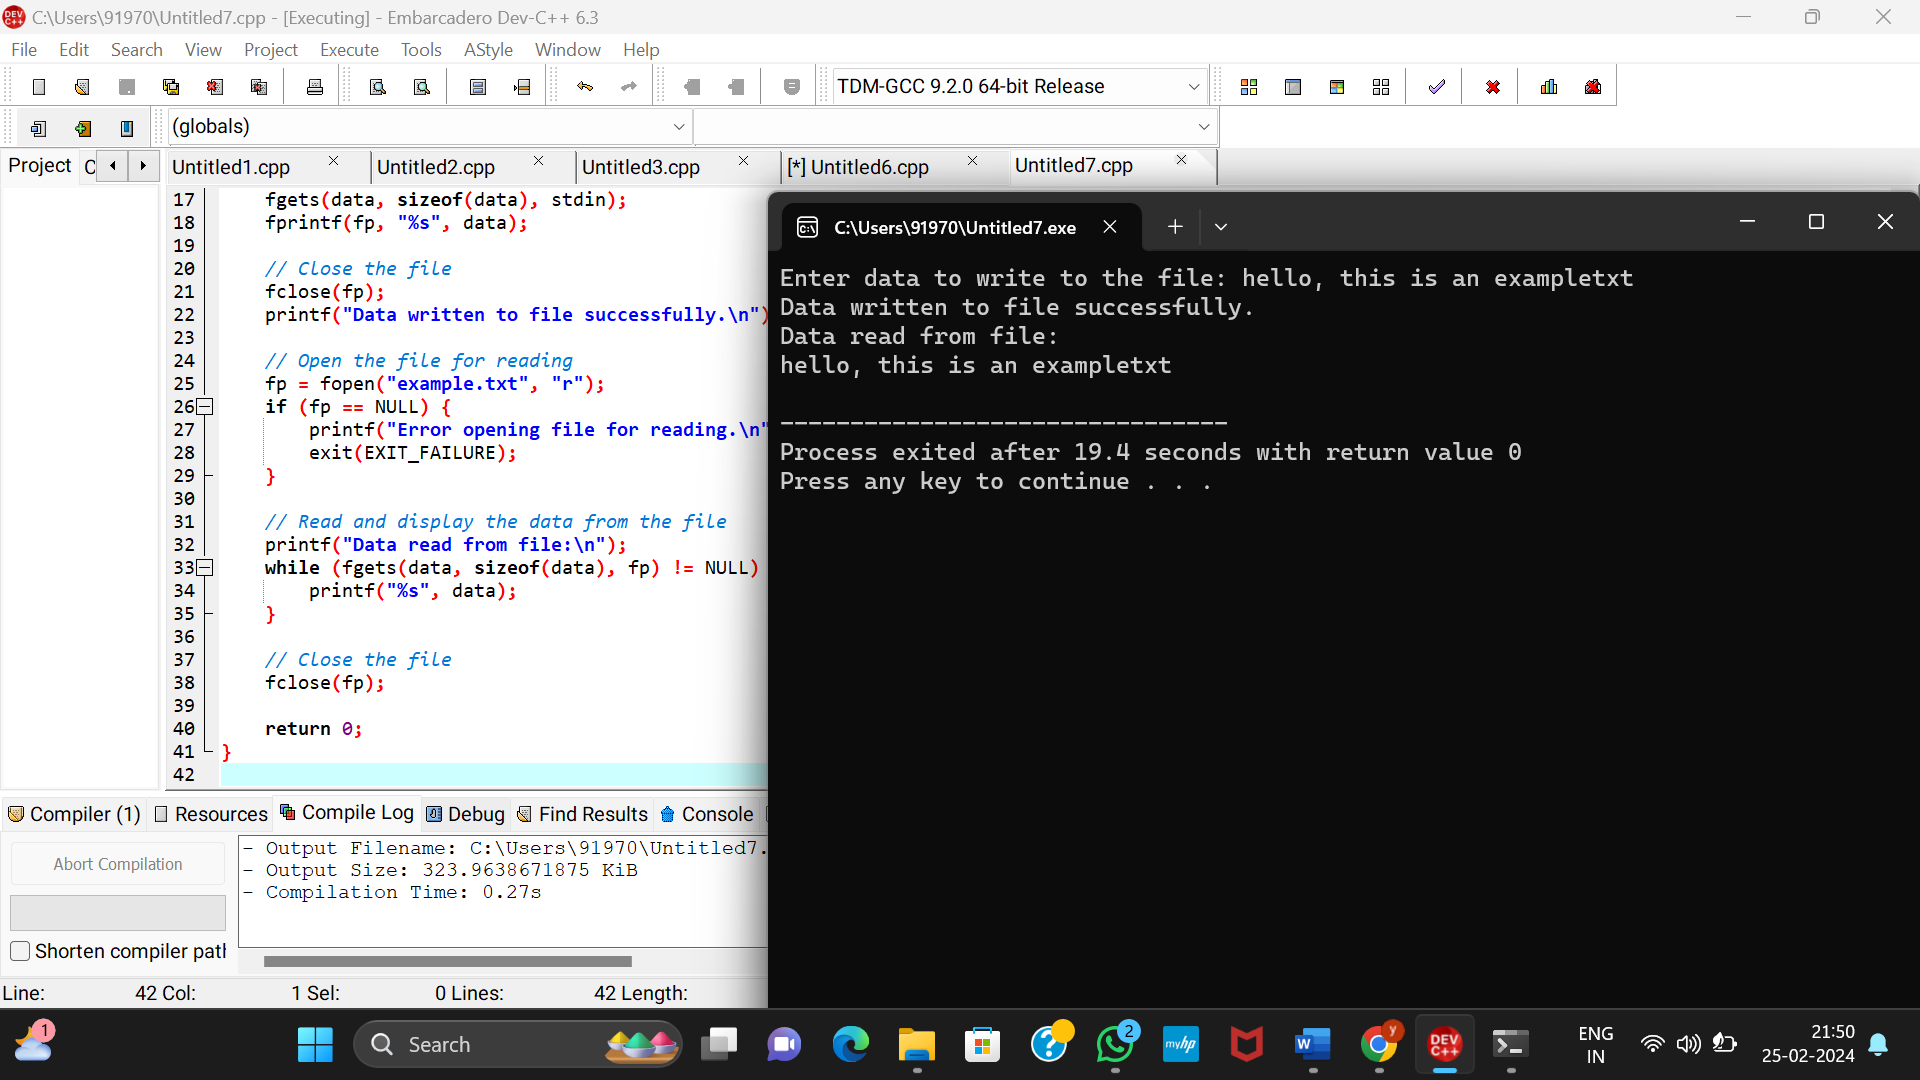 C:\Users\91970\Untitled7.cpp - [Executing] - Embarcadero Dev-C++ 6.3
File Edit Search View Project Execute Tools AStyle Window Help
TDM-GCC 9.2.0 64-bit Release
(globals)
Project C Untitled1.cpp Untitled2.cpp Untitled3.cpp [*] Untitled6.cpp Untitled7.cpp
17 fgets(data, sizeof(data), stdin);
18 fprintf(fp, "%s", data);
19
20 // Close the file
21 fclose(fp);
22 printf("Data written to file successfully.\n")
23
24 // Open the file for reading
25 fp = fopen("example.txt", "r");
26 if (fp == NULL) {
27 printf("Error opening file for reading.\n"
28 exit(EXIT_FAILURE);
29 }
30
31 // Read and display the data from the file
32 printf("Data read from file:\n");
33 while (fgets(data, sizeof(data), fp) != NULL)
34 printf("%s", data);
35 }
36
37 // Close the file
38 fclose(fp);
39
40 return 0;
41 }
42
C:\Users\91970\Untitled7.exe
Enter data to write to the file: hello, this is an exampletxt
Data written to file successfully.
Data read from file:
hello, this is an exampletxt
--------------------------------
Process exited after 19.4 seconds with return value 0
Press any key to continue . . .
Compiler (1) Resources Compile Log Debug Find Results Console
Abort Compilation
Shorten compiler path
- Output Filename: C:\Users\91970\Untitled7.
- Output Size: 323.9638671875 KiB
- Compilation Time: 0.27s
Line: 42 Col: 1 Sel: 0 Lines: 42 Length:
1
Search
2
myhp
W
y
DEV C++
ENG
IN
21:50
25-02-2024